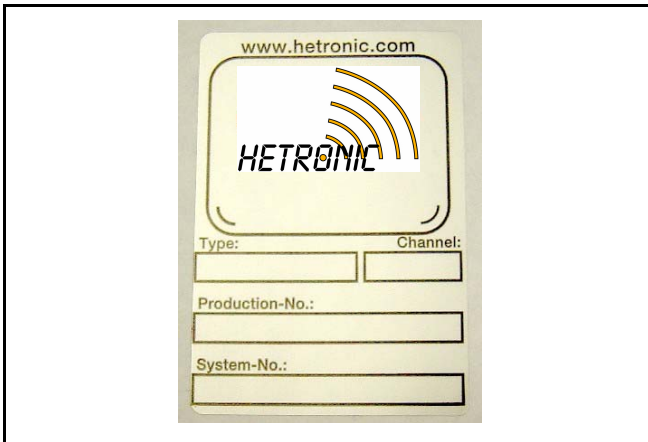 www.hetronic.com
HETRONIC
Type: Channel:
Production-No.:
System-No.: